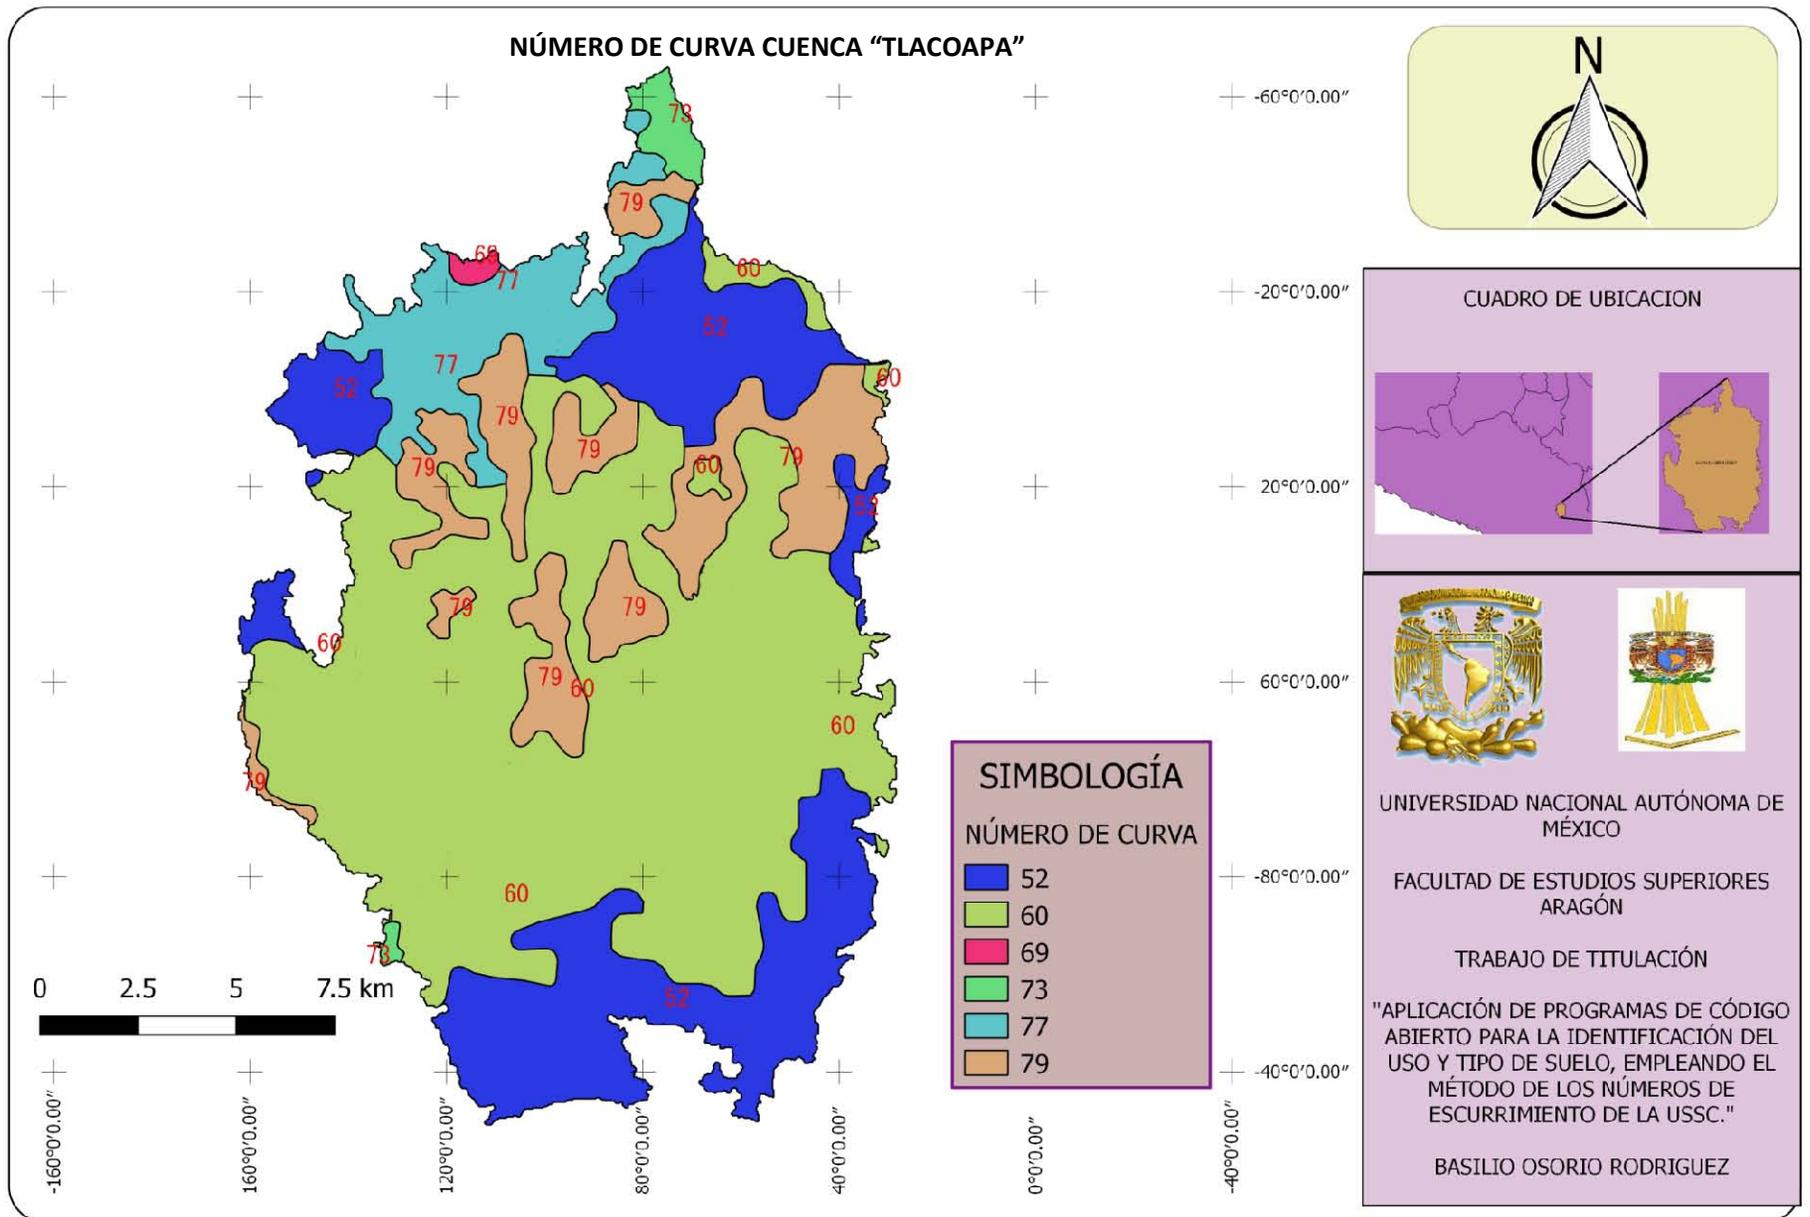 NÚMERO DE CURVA CUENCA “TLACOAPA”
N
-60°0'0.00"
-20°0'0.00"
20°0'0.00"
60°0'0.00"
-80°0'0.00"
-40°0'0.00"
73
79
69
77
60
52
77
52
60
79
79
79
60
79
52
79
79
60
79
60
60
79
60
73
52
0 2.5 5 7.5 km
-160°0'0.00"
160°0'0.00"
120°0'0.00"
80°0'0.00"
40°0'0.00"
0°0'0.00"
-40°0'0.00"
SIMBOLOGÍA
NÚMERO DE CURVA
52
60
69
73
77
79
CUADRO DE UBICACION
UNIVERSIDAD NACIONAL AUTÓNOMA DE
MÉXICO
FACULTAD DE ESTUDIOS SUPERIORES
ARAGÓN
TRABAJO DE TITULACIÓN
"APLICACIÓN DE PROGRAMAS DE CÓDIGO
ABIERTO PARA LA IDENTIFICACIÓN DEL
USO Y TIPO DE SUELO, EMPLEANDO EL
MÉTODO DE LOS NÚMEROS DE
ESCURRIMIENTO DE LA USSC."
BASILIO OSORIO RODRIGUEZ